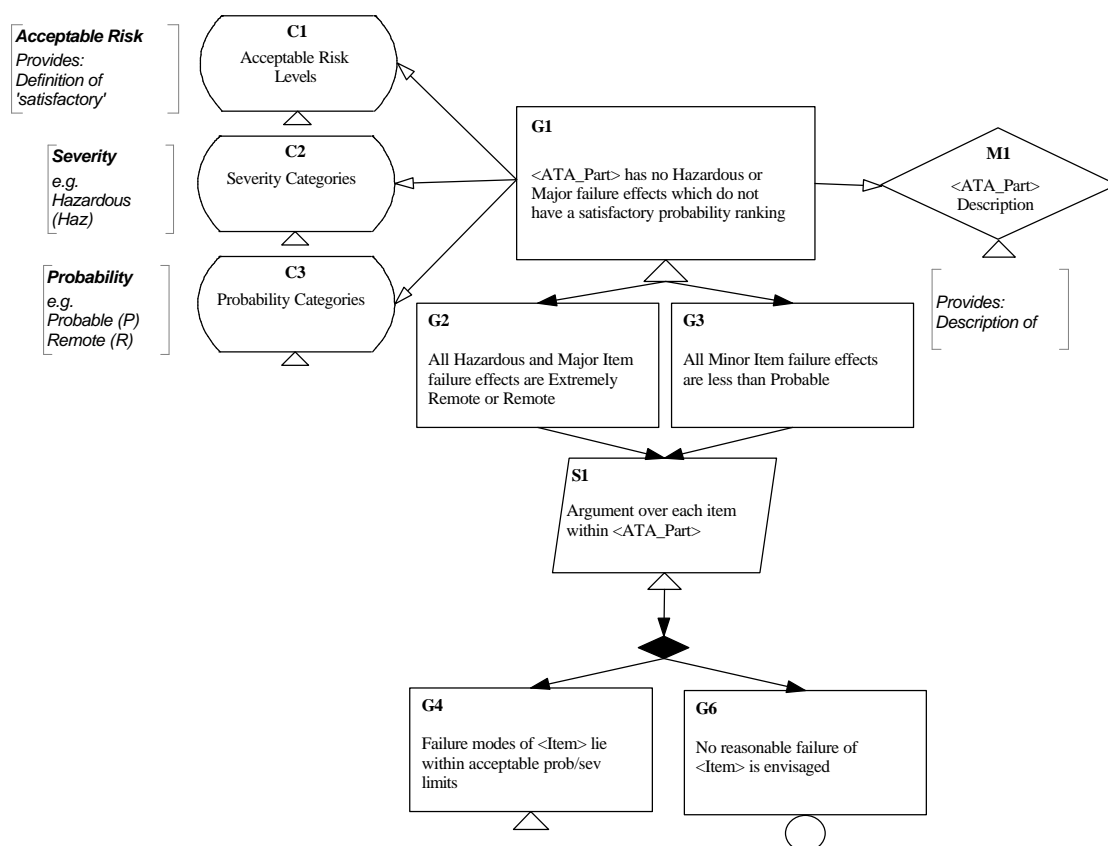 Acceptable Risk
Provides:
Definition of
'satisfactory'
C1
Acceptable Risk
Levels
Severity
e.g.
Hazardous
(Haz)
C2
Severity Categories
Probability
e.g.
Probable (P)
Remote (R)
C3
Probability Categories
G1
<ATA_Part> has no Hazardous or
Major failure effects which do not
have a satisfactory probability ranking
M1
<ATA_Part>
Description
Provides:
Description of
G2
All Hazardous and Major Item
failure effects are Extremely
Remote or Remote
G3
All Minor Item failure effects
are less than Probable
S1
Argument over each item
within <ATA_Part>
G4
Failure modes of <Item> lie
within acceptable prob/sev
limits
G6
No reasonable failure of
<Item> is envisaged